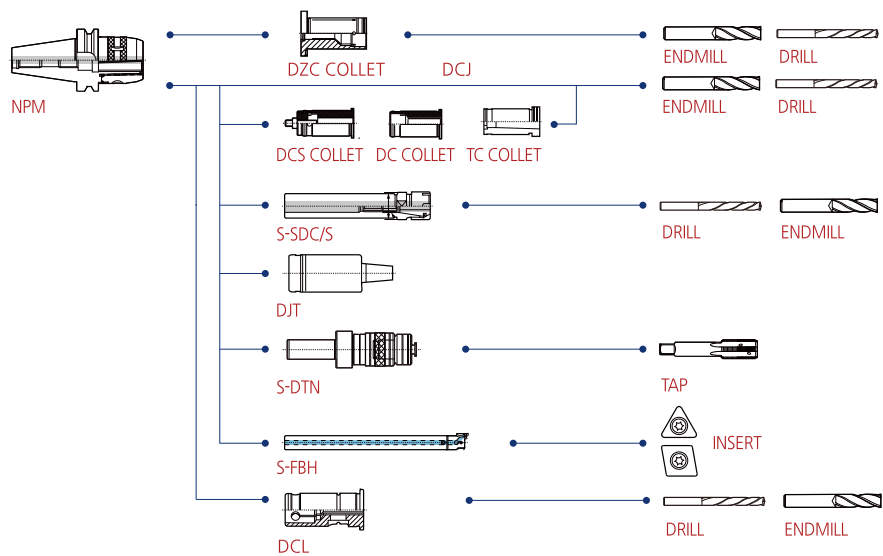 ENDMILL DRILL
DZC COLLET DCJ
NPM
ENDMILL DRILL
DCS COLLET DC COLLET TC COLLET
S-SDC/S
DRILL ENDMILL
DJT
S-DTN
TAP
INSERT
S-FBH
DRILL ENDMILL
DCL